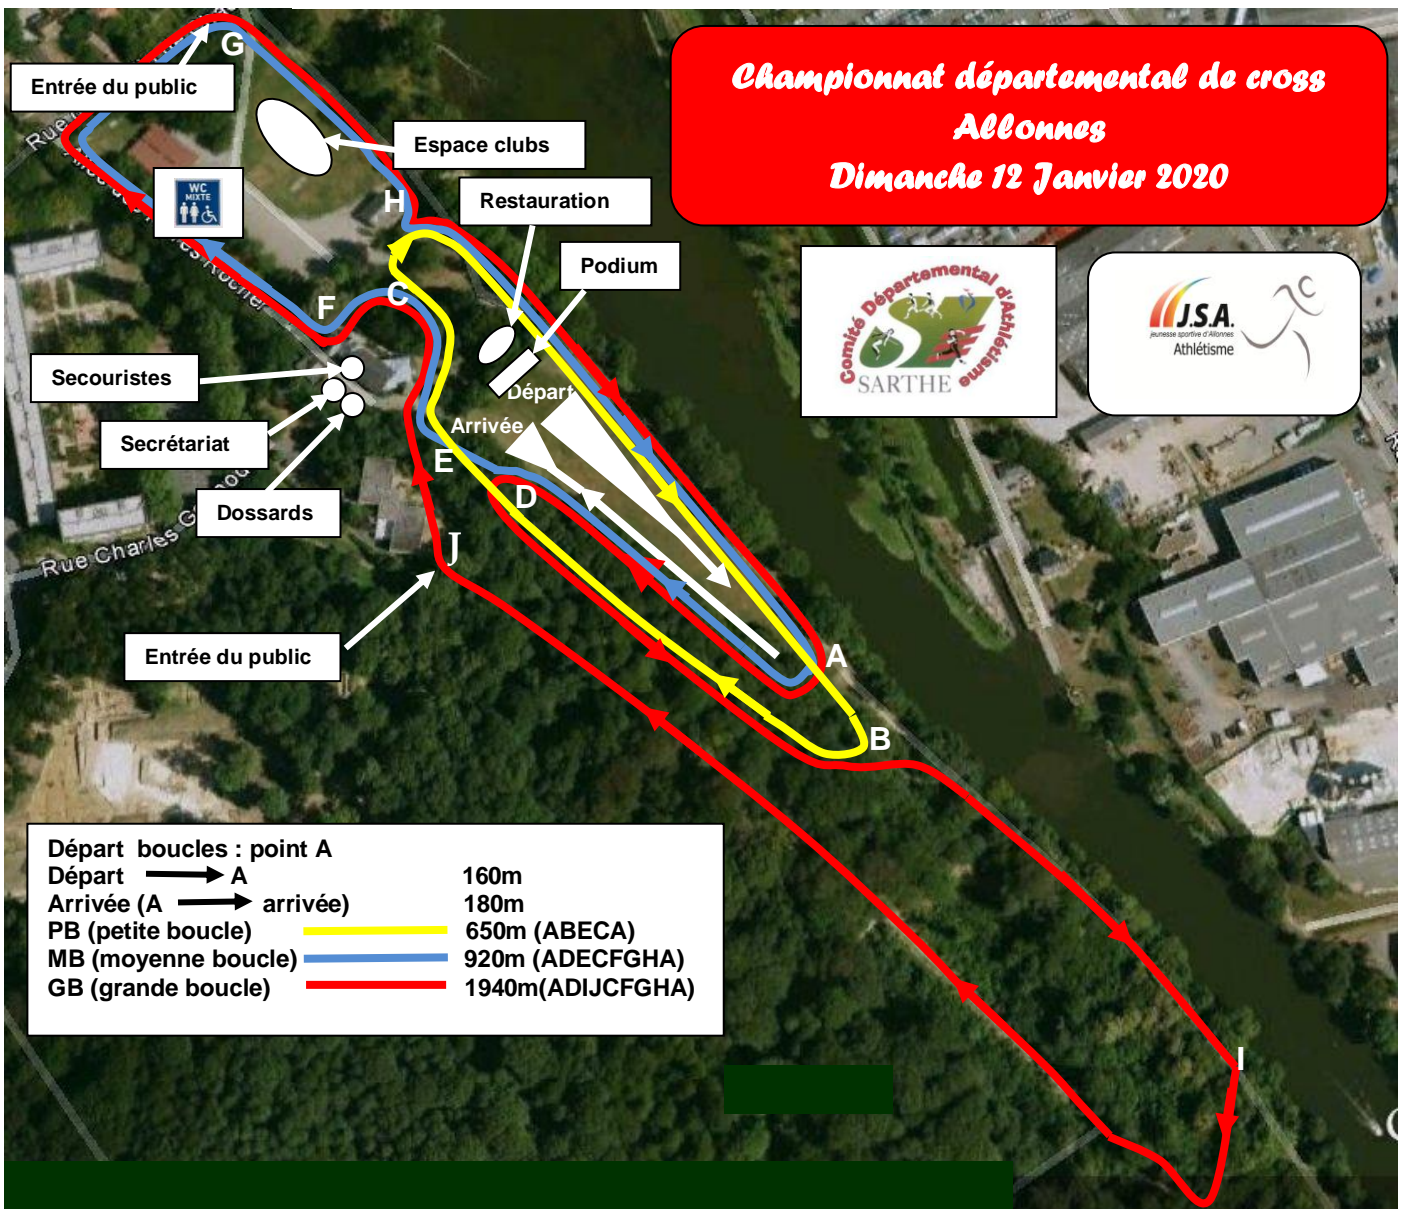 Championnat départemental de cross
Allonnes
Dimanche 12 Janvier 2020
G
Entrée du public
Espace clubs
WC
MIXTE
H
Restauration
Podium
Comité Départemental d'Athlétisme
SARTHE
J.S.A.
jeunesse sportive d'Allonnes
Athlétisme
C
F
Secouristes
Départ
Arrivée
Secrétariat
E
D
Dossards
Rue Charles
J
Entrée du public
A
B
I
Départ boucles : point A
Départ A 160m
Arrivée (A arrivée) 180m
PB (petite boucle) 650m (ABECA)
MB (moyenne boucle) 920m (ADECFGHA)
GB (grande boucle) 1940m(ADIJCFGHA)